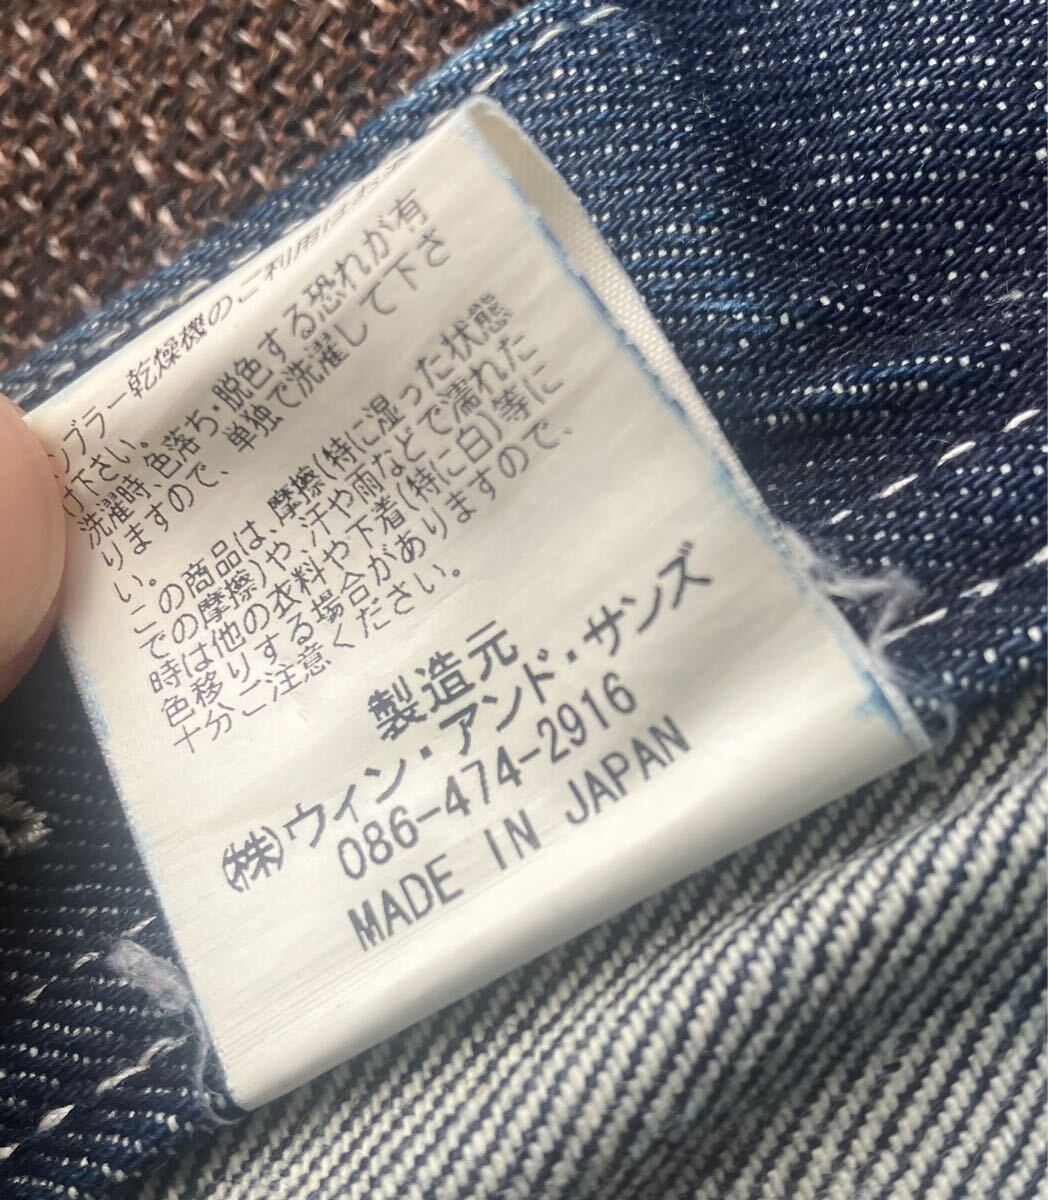 ンブラー乾燥機のご利用はお避
け下さい。
洗濯時、色落ち・脱色する恐れが有
りますので、単独で洗濯して下さ
い。
この商品は、摩擦(特に湿った状態
での摩擦)や、汗や雨などで濡れた
時は他の衣料や下着(特に白)等に
色移りする場合がありますので、
十分ご注意ください。
製造元
(株)ウィン・アンド・サンズ
086-474-2916
MADE IN JAPAN